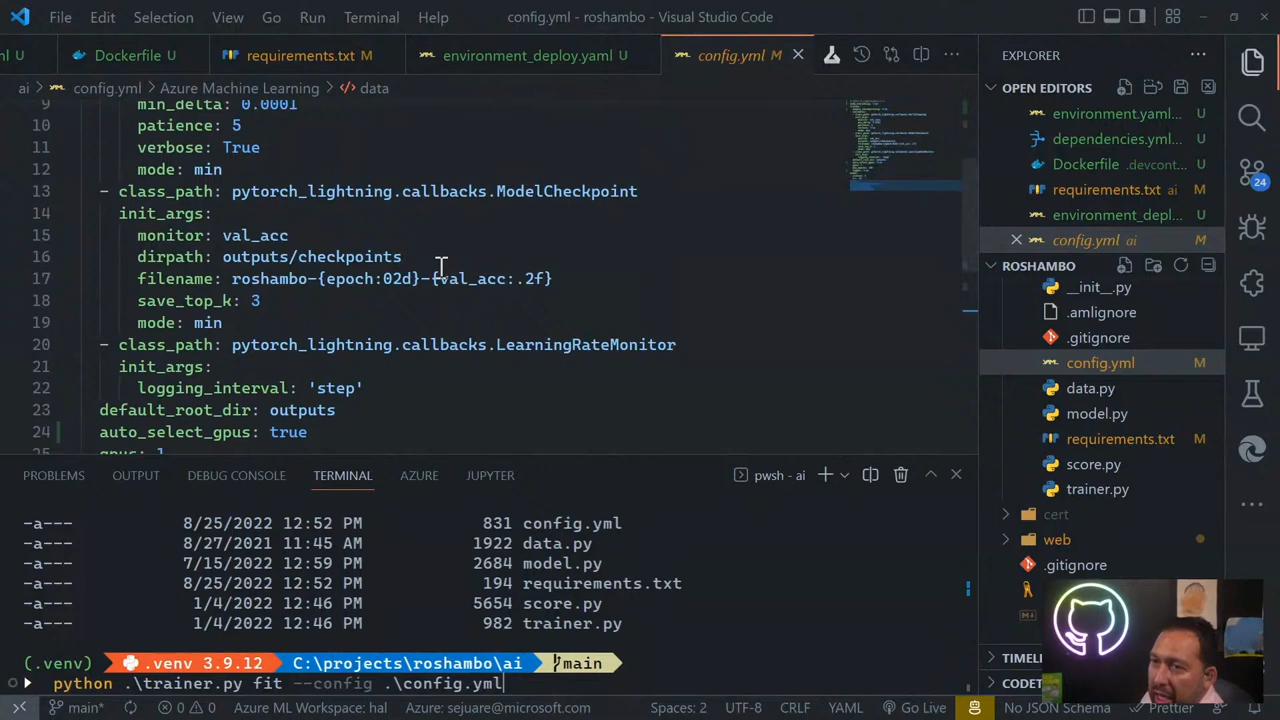 File Edit Selection View Go Run Terminal Help config.yml - roshambo - Visual Studio Code
ml U Dockerfile U requirements.txt M environment_deploy.yaml U config.yml M
ai > config.yml > Azure Machine Learning > data
9 min_delta: 0.0001
10 patience: 5
11 verbose: True
12 mode: min
13 - class_path: pytorch_lightning.callbacks.ModelCheckpoint
14 init_args:
15 monitor: val_acc
16 dirpath: outputs/checkpoints
17 filename: roshambo-{epoch:02d}-{val_acc:.2f}
18 save_top_k: 3
19 mode: min
20 - class_path: pytorch_lightning.callbacks.LearningRateMonitor
21 init_args:
22 logging_interval: 'step'
23 default_root_dir: outputs
24 auto_select_gpus: true
25 gpus: 1
PROBLEMS OUTPUT DEBUG CONSOLE TERMINAL AZURE JUPYTER pwsh - ai
-a--- 8/25/2022 12:52 PM 831 config.yml
-a--- 8/27/2021 11:45 AM 1922 data.py
-a--- 7/15/2022 12:59 PM 2684 model.py
-a--- 8/25/2022 12:52 PM 194 requirements.txt
-a--- 1/4/2022 12:46 PM 5654 score.py
-a--- 1/4/2022 12:48 PM 982 trainer.py
(.venv) .venv 3.9.12 C:\projects\roshambo\ai main
python .\trainer.py fit --config .\config.yml
EXPLORER
OPEN EDITORS
environment.yaml... U
dependencies.yml... U
Dockerfile .devcont... U
requirements.txt ai M
environment_depl... U
config.yml ai M
ROSHAMBO
__init__.py
.amlignore
.gitignore
config.yml M
data.py
model.py
requirements.txt M
score.py
trainer.py
cert
web
.gitignore
TIMELI
CODET
24
main* 0 0 Azure ML Workspace: hal Azure: sejuare@microsoft.com Spaces: 2 UTF-8 CRLF YAML Go Live No JSON Schema Prettier